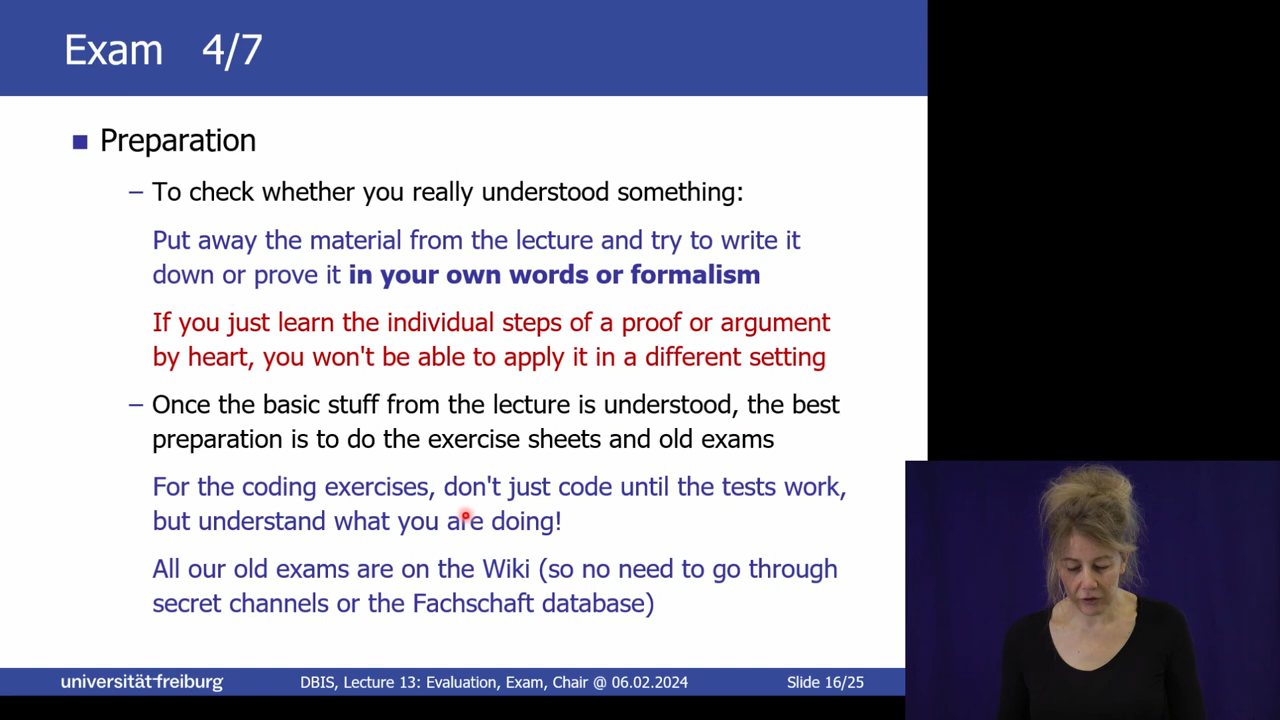 Exam 4/7
■ Preparation
– To check whether you really understood something:
Put away the material from the lecture and try to write it
down or prove it in your own words or formalism
If you just learn the individual steps of a proof or argument
by heart, you won't be able to apply it in a different setting
– Once the basic stuff from the lecture is understood, the best
preparation is to do the exercise sheets and old exams
For the coding exercises, don't just code until the tests work,
but understand what you are doing!
All our old exams are on the Wiki (so no need to go through
secret channels or the Fachschaft database)
universität freiburg DBIS, Lecture 13: Evaluation, Exam, Chair @ 06.02.2024 Slide 16/25